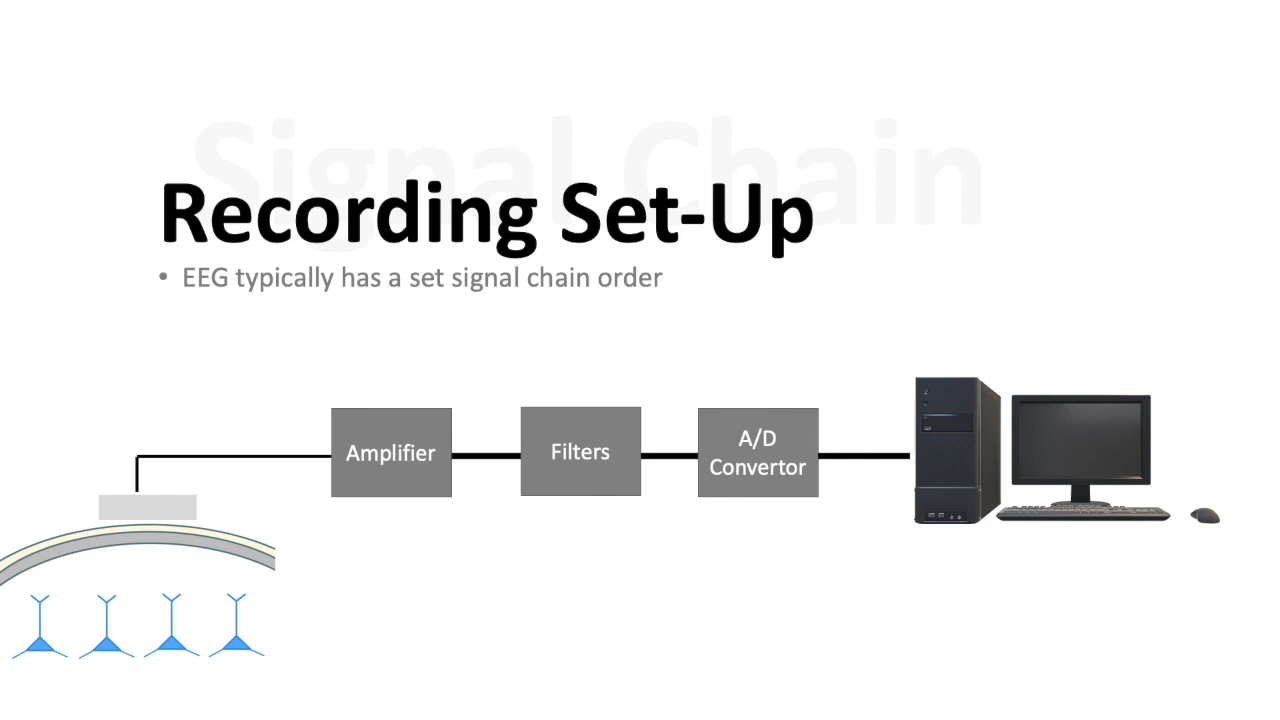 Signal Chain
Recording Set-Up
• EEG typically has a set signal chain order
Amplifier
Filters
A/D
Convertor